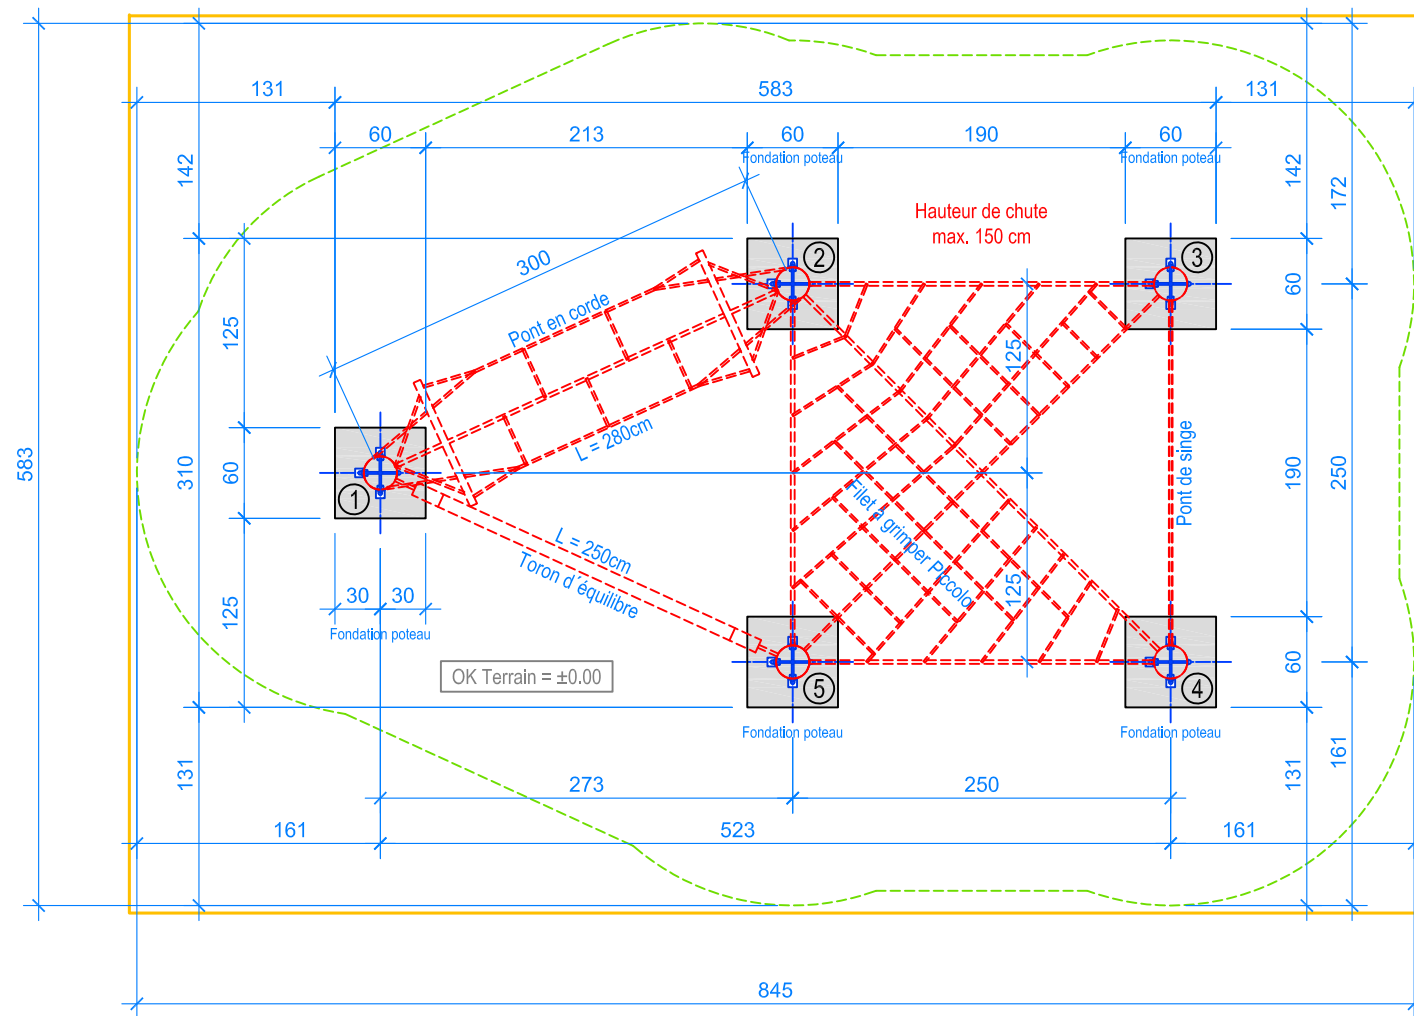 131
583
131
60
213
60
190
60
Fondation poteau
Fondation poteau
142
142
172
Hauteur de chute
max. 150 cm
2
3
300
60
Pont en corde
125
125
L = 280cm
583
310
60
1
190
250
Pont de singe
Filet à grimper Piccolo
L = 250cm
Toron d´équilibre
30
30
125
125
Fondation poteau
OK Terrain = ±0.00
5
4
60
Fondation poteau
Fondation poteau
131
273
250
131
161
161
523
161
845